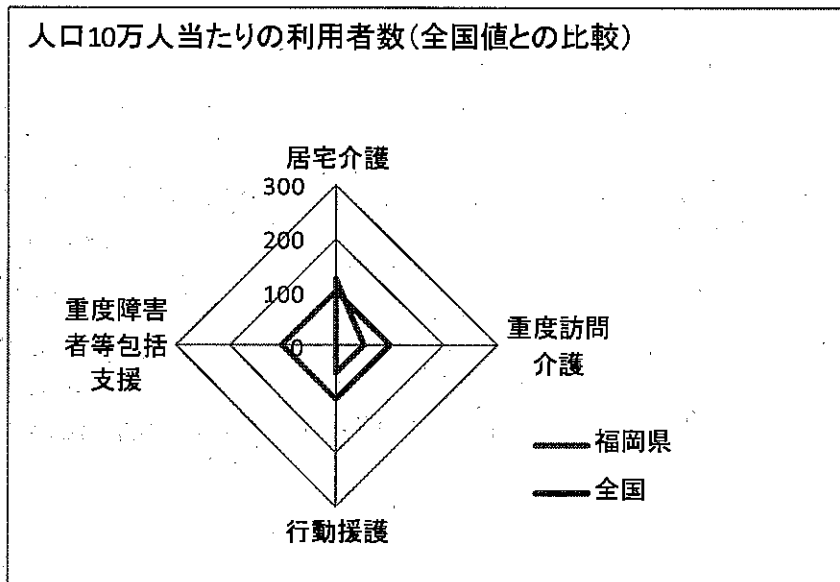 人口10万人当たりの利用者数(全国値との比較)
居宅介護
300
200
100
0
重度障害
者等包括
支援
重度訪問
介護
福岡県
全国
行動援護